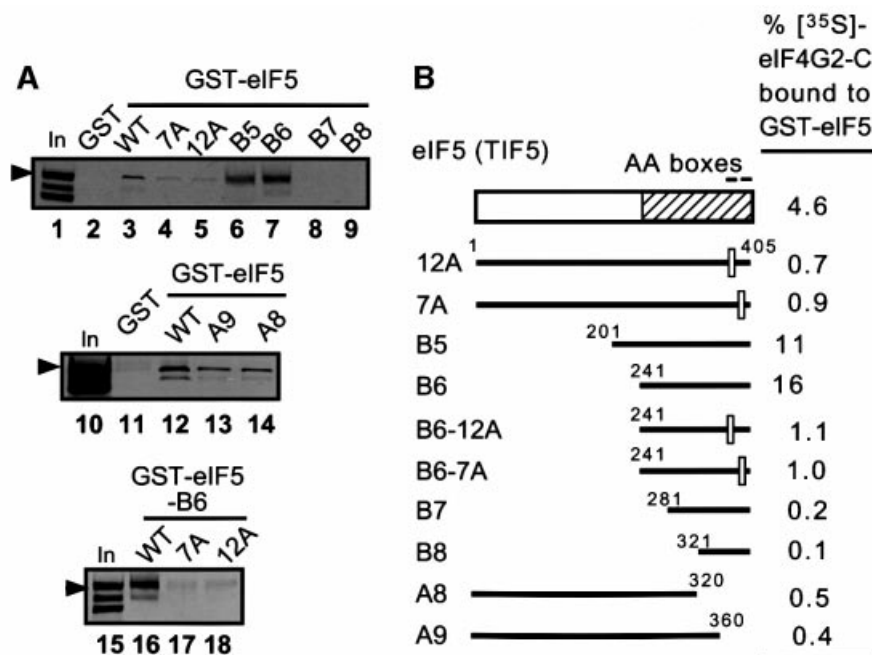 A
GST-eIF5
In GST WT 7A 12A B5 B6 B7 B8
1 2 3 4 5 6 7 8 9
GST-eIF5
In GST WT A9 A8
10 11 12 13 14
GST-eIF5
-B6
In WT 7A 12A
15 16 17 18
B
% [³⁵S]-
eIF4G2-C
bound to
GST-eIF5
eIF5 (TIF5)
AA boxes
4.6
1 405
12A 0.7
7A 0.9
B5 201 11
B6 241 16
B6-12A 241 1.1
B6-7A 241 1.0
B7 281 0.2
B8 321 0.1
A8 320 0.5
A9 360 0.4